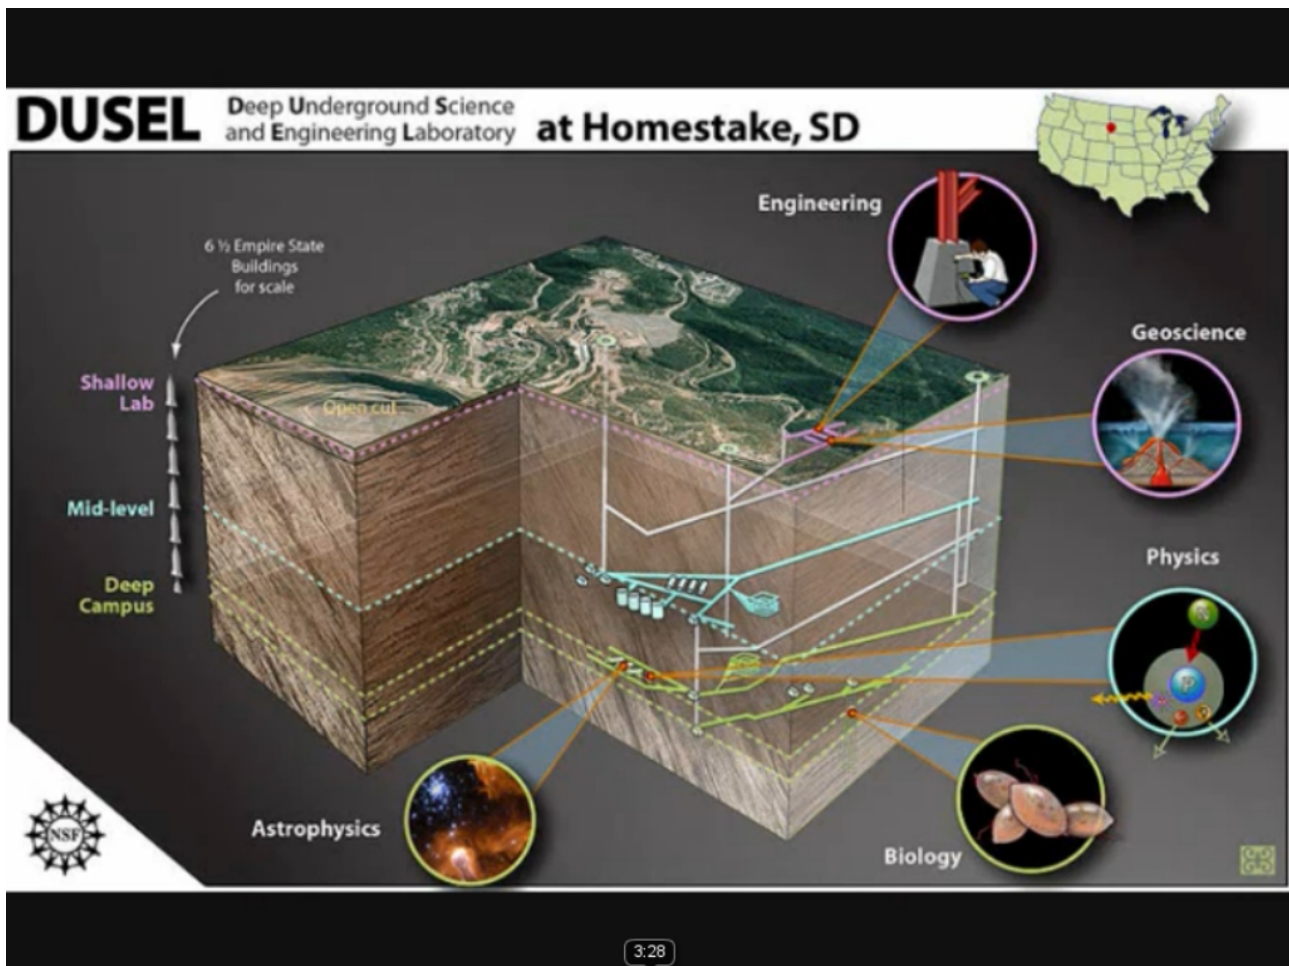 DUSEL
Deep Underground Science
and Engineering Laboratory
at Homestake, SD
Engineering
6 ½ Empire State
Buildings
for scale
Geoscience
Shallow
Lab
Open cut
Mid-level
Physics
Deep
Campus
P
Astrophysics
NSF
Biology
3:28